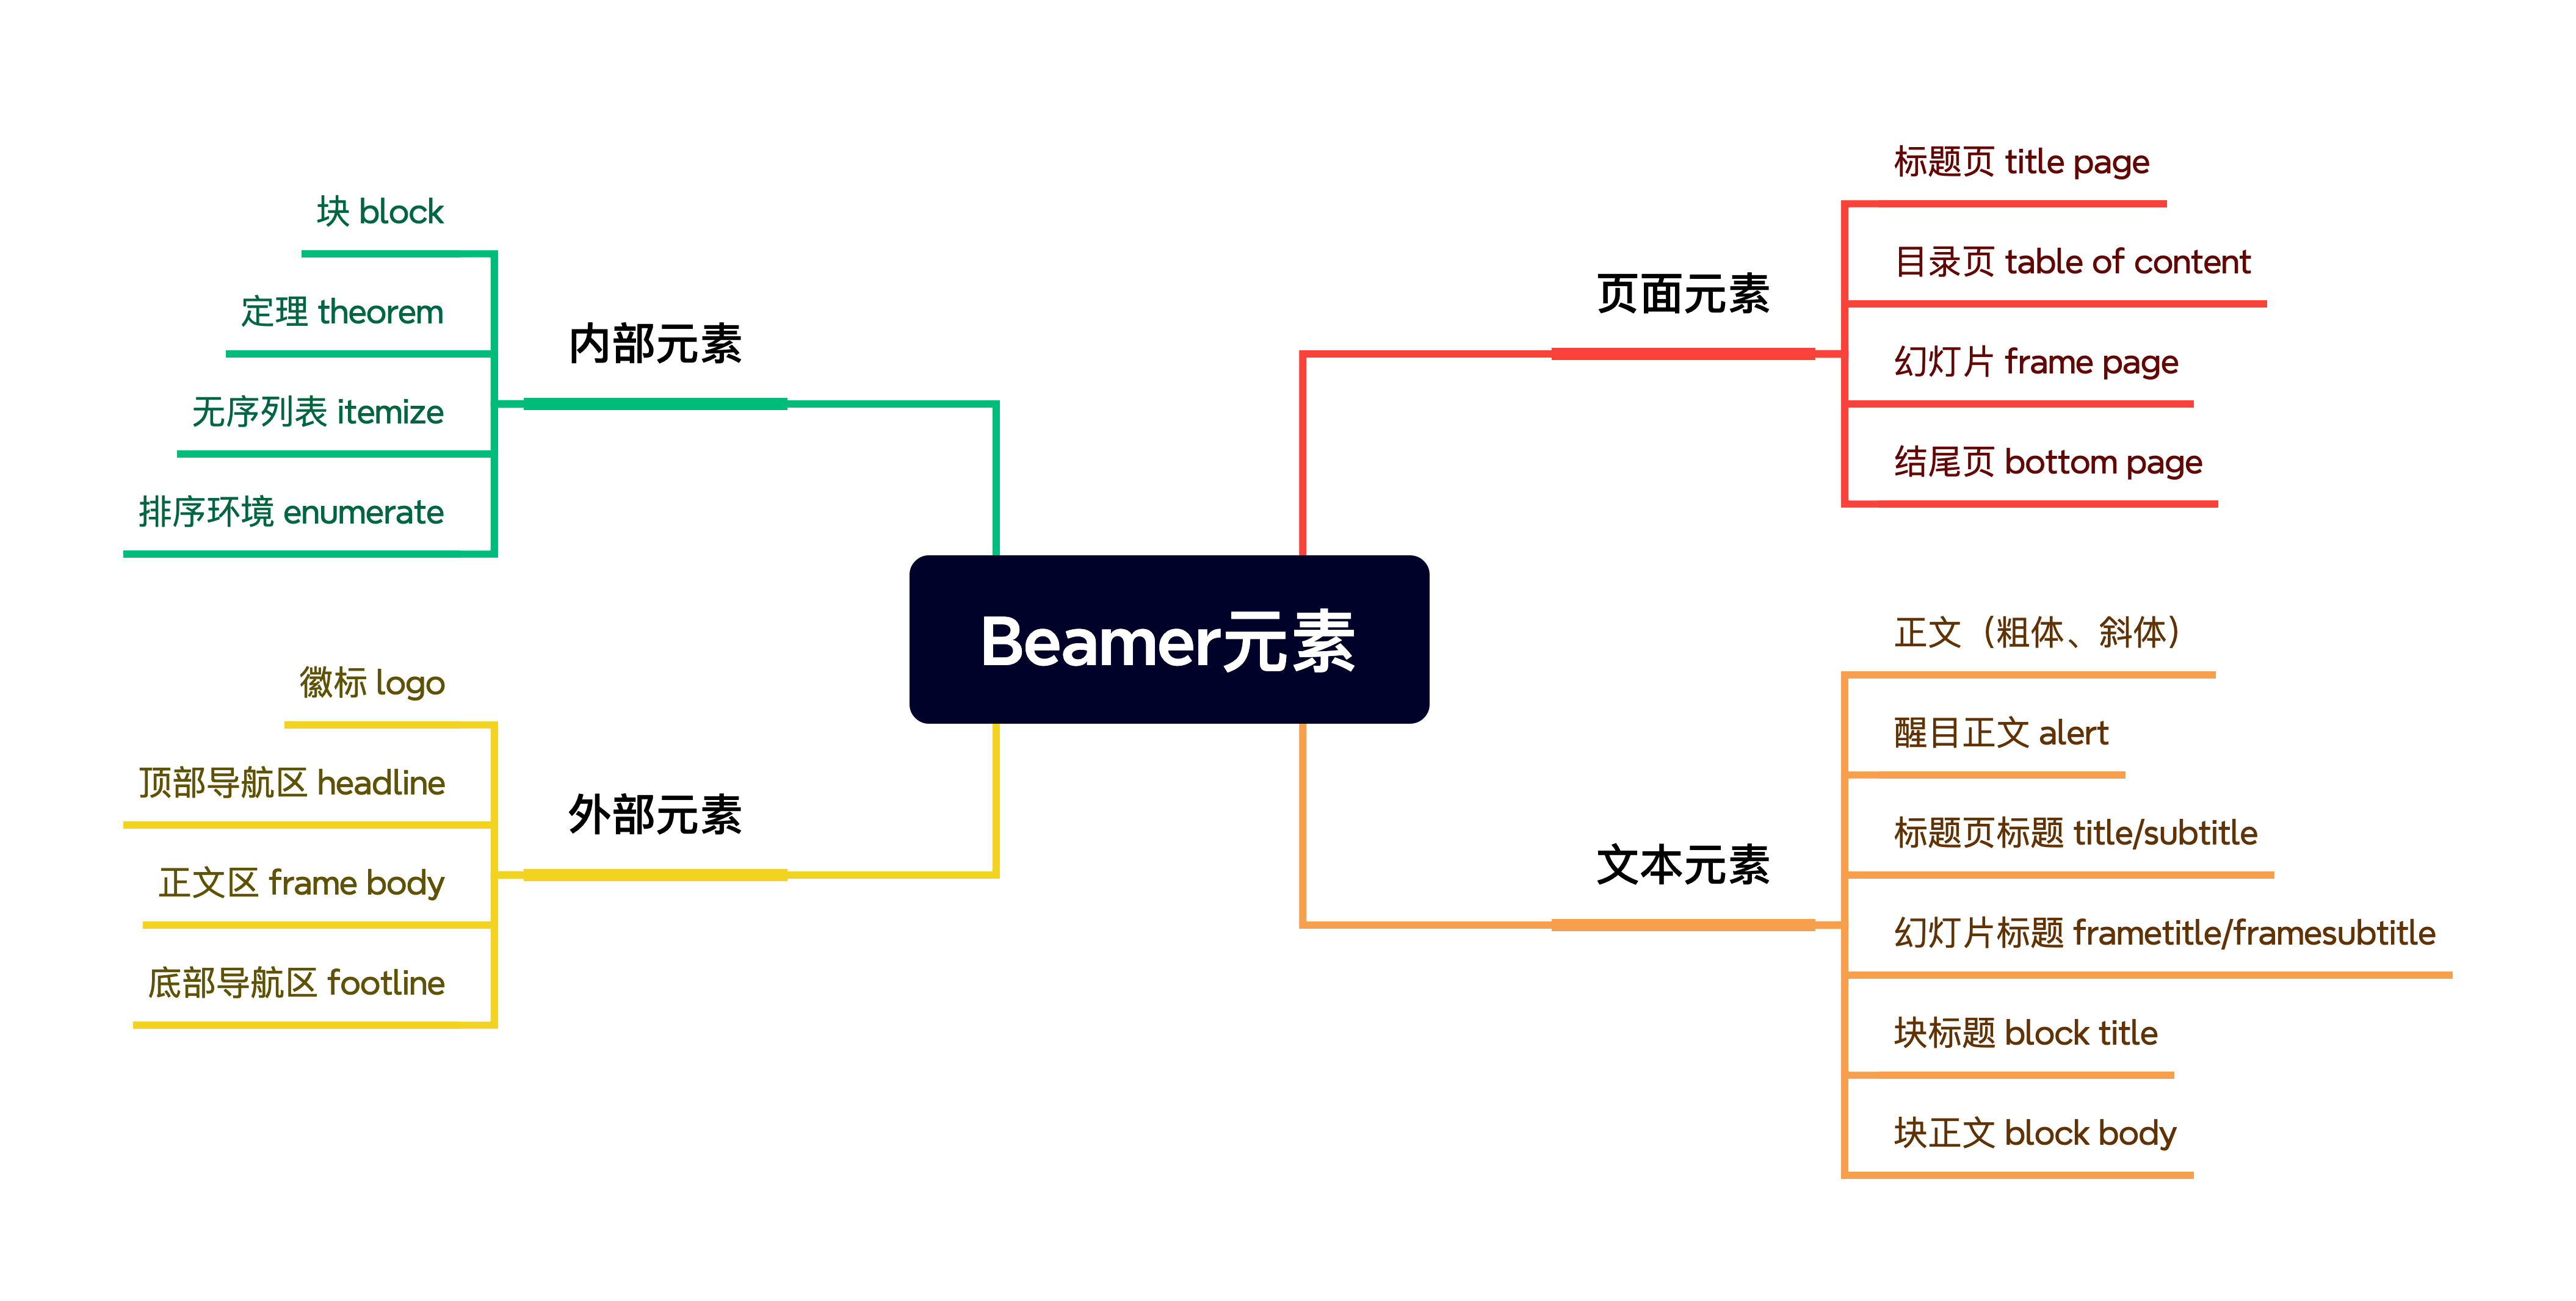 Beamer元素
页面元素
标题页 title page
目录页 table of content
幻灯片 frame page
结尾页 bottom page
文本元素
正文（粗体、斜体）
醒目正文 alert
标题页标题 title/subtitle
幻灯片标题 frametitle/framesubtitle
块标题 block title
块正文 block body
内部元素
块 block
定理 theorem
无序列表 itemize
排序环境 enumerate
外部元素
徽标 logo
顶部导航区 headline
正文区 frame body
底部导航区 footline